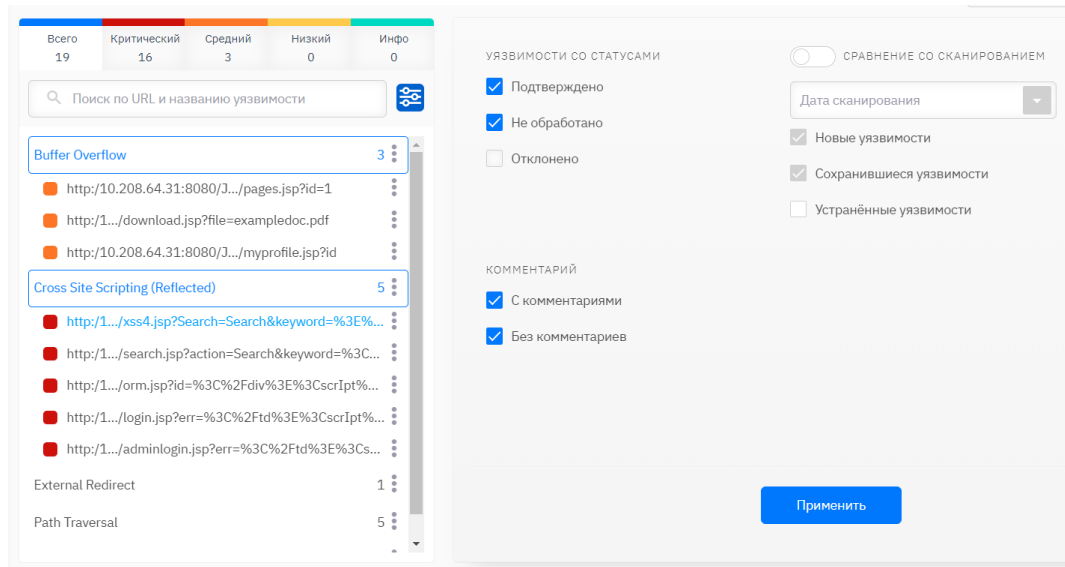 Всего Критический Средний Низкий Инфо
19 16 3 0 0
Поиск по URL и названию уязвимости
Buffer Overflow 3
http:/10.208.64.31:8080/J.../pages.jsp?id=1
http:/1.../download.jsp?file=exampledoc.pdf
http:/10.208.64.31:8080/J.../myprofile.jsp?id
Cross Site Scripting (Reflected) 5
http:/1.../xss4.jsp?Search=Search&keyword=%3E%...
http:/1.../search.jsp?action=Search&keyword=%3C...
http:/1.../orm.jsp?id=%3C%2Fdiv%3E%3CscrIpt%...
http:/1.../login.jsp?err=%3C%2Ftd%3E%3CscrIpt%...
http:/1.../adminlogin.jsp?err=%3C%2Ftd%3E%3Cs...
External Redirect 1
Path Traversal 5
УЯЗВИМОСТИ СО СТАТУСАМИ
Подтверждено
Не обработано
Отклонено
СРАВНЕНИЕ СО СКАНИРОВАНИЕМ
Дата сканирования
Новые уязвимости
Сохранившиеся уязвимости
Устранённые уязвимости
КОММЕНТАРИЙ
С комментариями
Без комментариев
Применить